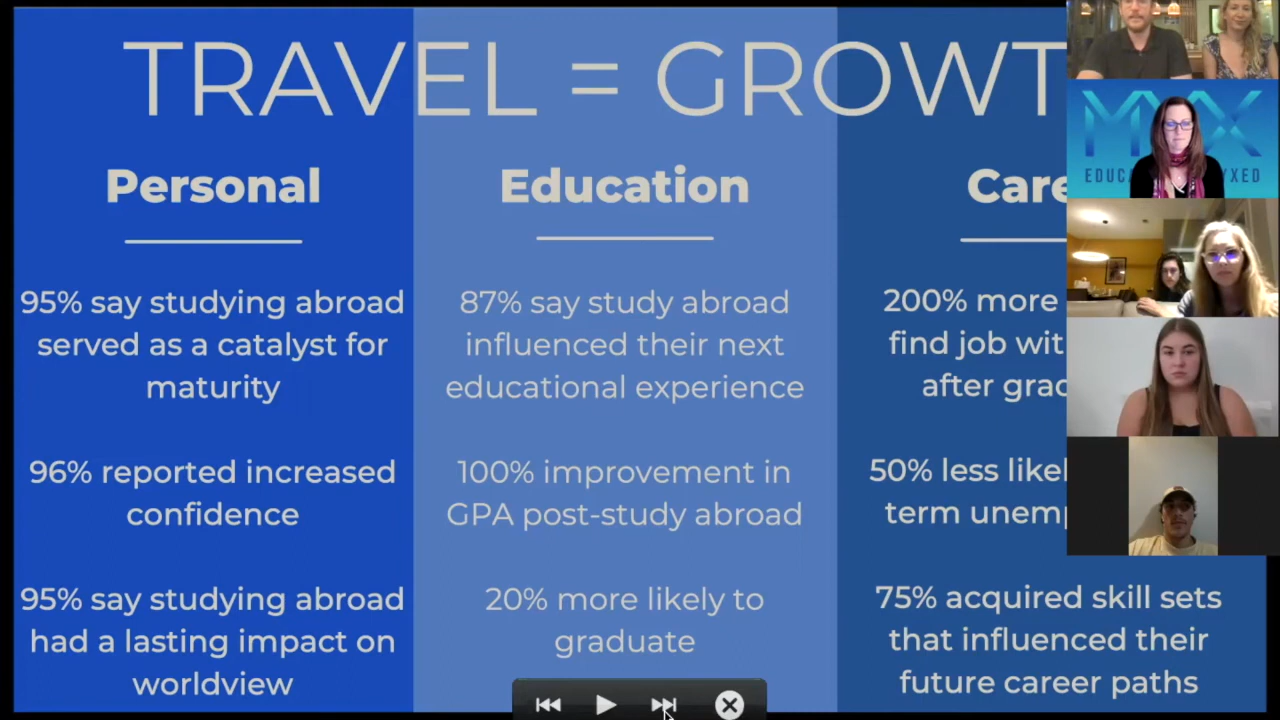 TRAVEL = GROWT
Personal
95% say studying abroad
served as a catalyst for
maturity
96% reported increased
confidence
95% say studying abroad
had a lasting impact on
worldview
Education
87% say study abroad
influenced their next
educational experience
100% improvement in
GPA post-study abroad
20% more likely to
graduate
Care
200% more
find job wit
after grad
50% less likel
term unemp
75% acquired skill sets
that influenced their
future career paths
MYX
EDUCA YXED